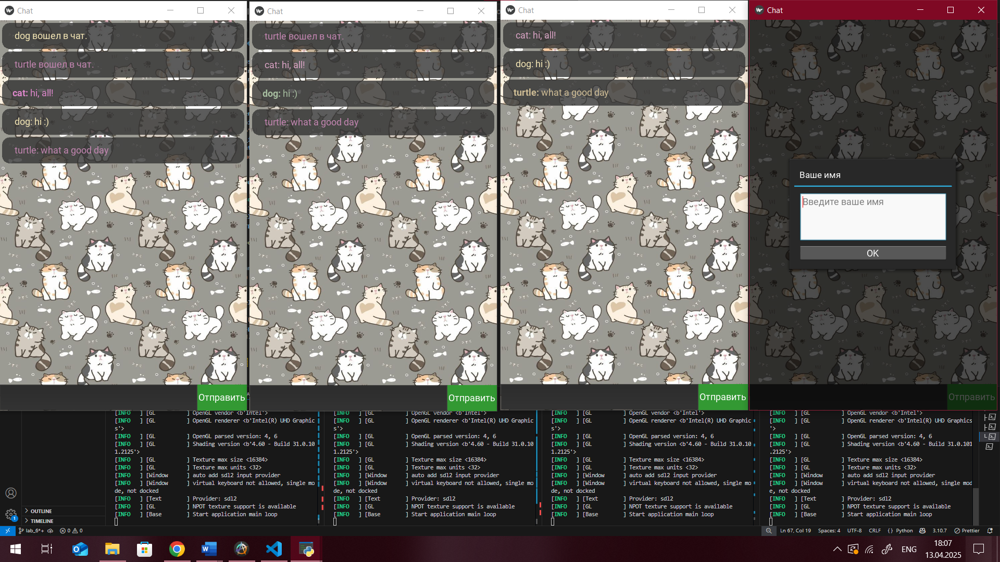 Chat
dog вошел в чат.
turtle вошел в чат.
cat: hi, all!
dog: hi :)
turtle: what a good day
Отправить
Chat
turtle вошел в чат.
cat: hi, all!
dog: hi :)
turtle: what a good day
Отправить
Chat
cat: hi, all!
dog: hi :)
turtle: what a good day
Отправить
Chat
Ваше имя
Введите ваше имя
OK
Отправить
[INFO ] [GL ] OpenGL vendor <b'Intel'>
[INFO ] [GL ] OpenGL renderer <b'Intel(R) UHD Graphic
s'>
[INFO ] [GL ] OpenGL parsed version: 4, 6
[INFO ] [GL ] Shading version <b'4.60 - Build 31.0.10
1.2125'>
[INFO ] [GL ] Texture max size <16384>
[INFO ] [GL ] Texture max units <32>
[INFO ] [Window ] auto add sdl2 input provider
[INFO ] [Window ] virtual keyboard not allowed, single mo
de, not docked
[INFO ] [Text ] Provider: sdl2
[INFO ] [GL ] NPOT texture support is available
[INFO ] [Base ] Start application main loop
[INFO ] [GL ] OpenGL vendor <b'Intel'>
[INFO ] [GL ] OpenGL renderer <b'Intel(R) UHD Graphic
s'>
[INFO ] [GL ] OpenGL parsed version: 4, 6
[INFO ] [GL ] Shading version <b'4.60 - Build 31.0.10
1.2125'>
[INFO ] [GL ] Texture max size <16384>
[INFO ] [GL ] Texture max units <32>
[INFO ] [Window ] auto add sdl2 input provider
[INFO ] [Window ] virtual keyboard not allowed, single mo
de, not docked
[INFO ] [Text ] Provider: sdl2
[INFO ] [GL ] NPOT texture support is available
[INFO ] [Base ] Start application main loop
[INFO ] [GL ] OpenGL vendor <b'Intel'>
[INFO ] [GL ] OpenGL renderer <b'Intel(R) UHD Graphic
s'>
[INFO ] [GL ] OpenGL parsed version: 4, 6
[INFO ] [GL ] Shading version <b'4.60 - Build 31.0.10
1.2125'>
[INFO ] [GL ] Texture max size <16384>
[INFO ] [GL ] Texture max units <32>
[INFO ] [Window ] auto add sdl2 input provider
[INFO ] [Window ] virtual keyboard not allowed, single mo
de, not docked
[INFO ] [Text ] Provider: sdl2
[INFO ] [GL ] NPOT texture support is available
[INFO ] [Base ] Start application main loop
[INFO ] [GL ] OpenGL vendor <b'Intel'>
[INFO ] [GL ] OpenGL renderer <b'Intel(R) UHD Graphics
'>
[INFO ] [GL ] OpenGL parsed version: 4, 6
[INFO ] [GL ] Shading version <b'4.60 - Build 31.0.101
.2125'>
[INFO ] [GL ] Texture max size <16384>
[INFO ] [GL ] Texture max units <32>
[INFO ] [Window ] auto add sdl2 input provider
[INFO ] [Window ] virtual keyboard not allowed, single mod
e, not docked
[INFO ] [Text ] Provider: sdl2
[INFO ] [GL ] NPOT texture support is available
[INFO ] [Base ] Start application main loop
OUTLINE
TIMELINE
1
lab_6*+ 0 0 Ln 67, Col 19 Spaces: 4 UTF-8 CRLF {} Python 3.10.7 Prettier
ENG 18:07
13.04.2025